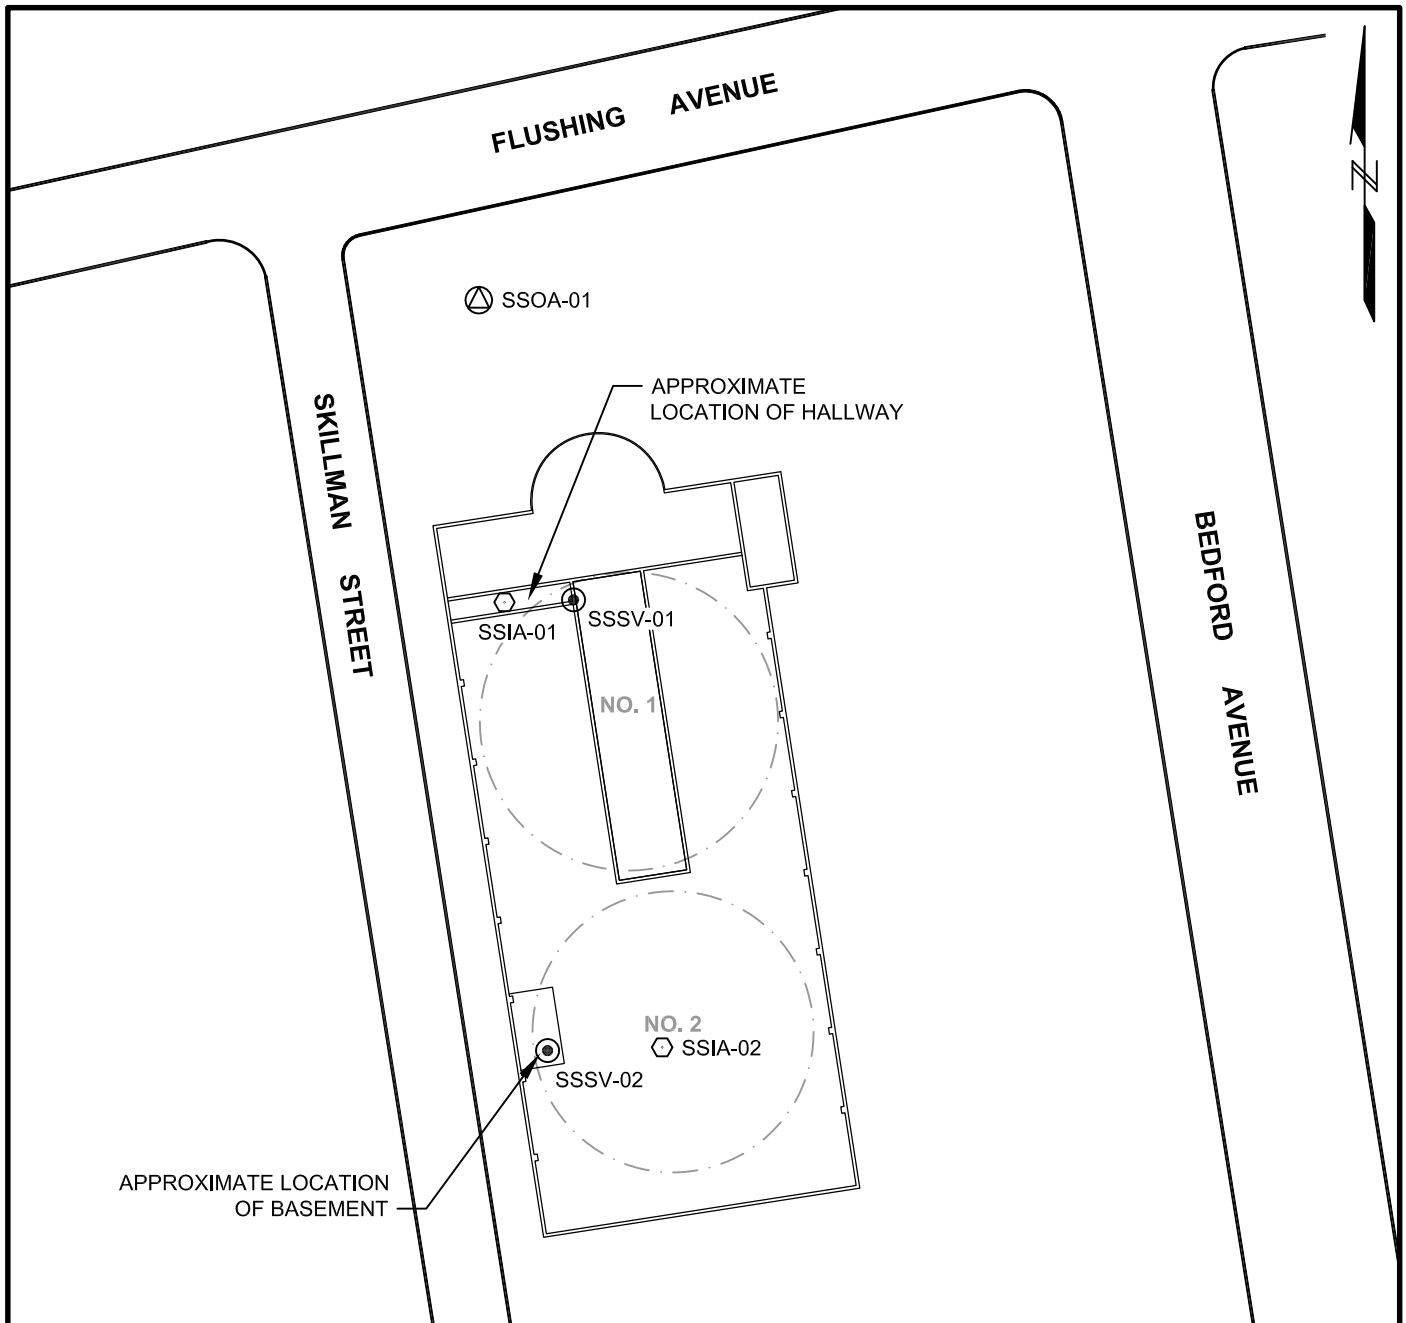 FLUSHING AVENUE
N
SSOA-01
APPROXIMATE
LOCATION OF HALLWAY
SKILLMAN STREET
BEDFORD AVENUE
SSIA-01
SSSV-01
NO. 1
NO. 2
SSIA-02
SSSV-02
APPROXIMATE LOCATION
OF BASEMENT